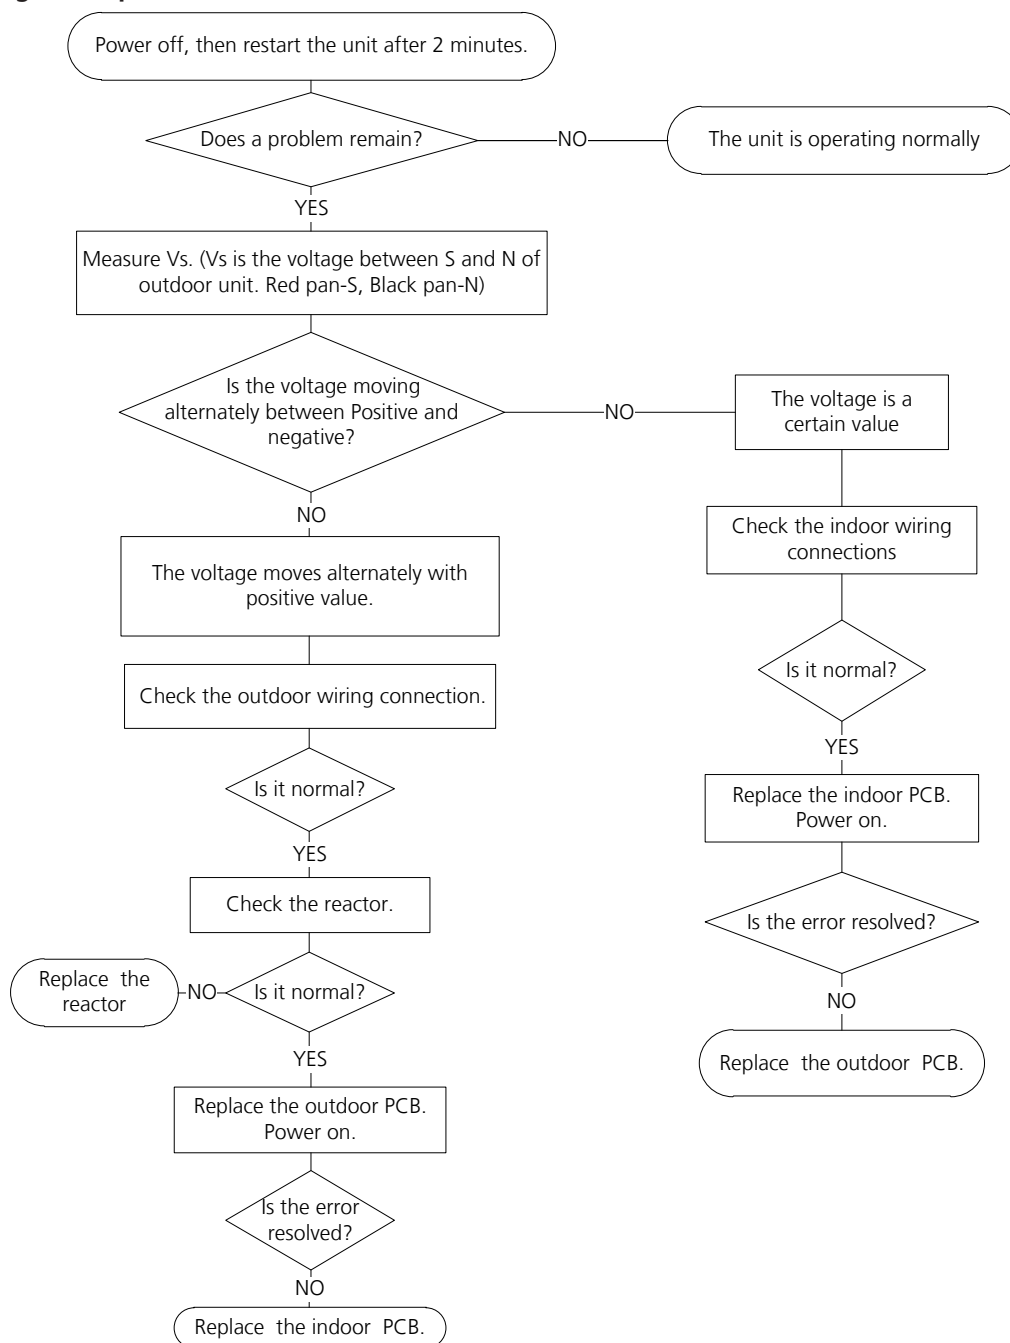 Power off, then restart the unit after 2 minutes.
Does a problem remain?
NO
The unit is operating normally
YES
Measure Vs. (Vs is the voltage between S and N of
outdoor unit. Red pan-S, Black pan-N)
Is the voltage moving
alternately between Positive and
negative?
NO
The voltage is a
certain value
NO
Check the indoor wiring
connections
The voltage moves alternately with
positive value.
Is it normal?
Check the outdoor wiring connection.
YES
Is it normal?
Replace the indoor PCB.
Power on.
YES
Check the reactor.
Is the error resolved?
Replace the
reactor
NO
Is it normal?
NO
YES
Replace the outdoor PCB.
Replace the outdoor PCB.
Power on.
Is the error
resolved?
NO
Replace the indoor PCB.